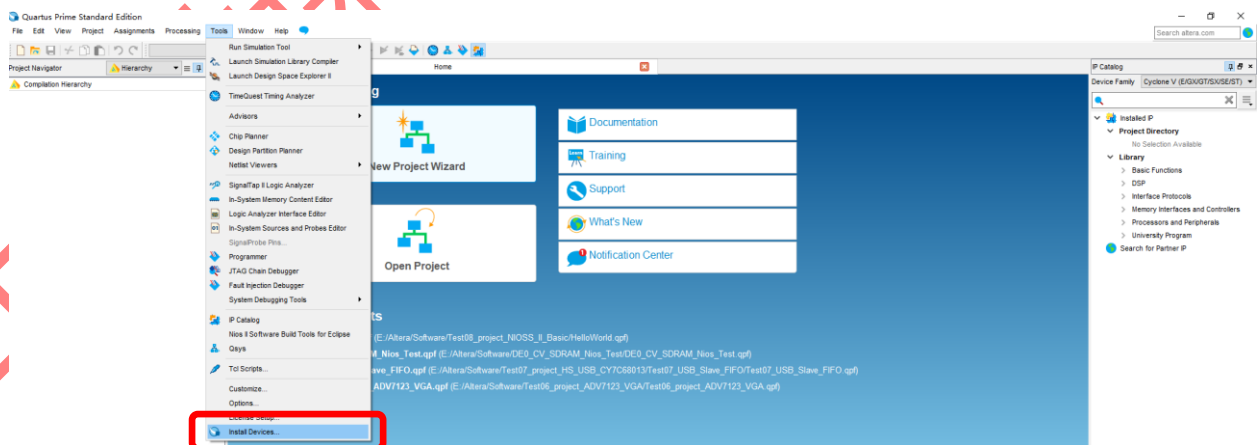 Quartus Prime Standard Edition
File Edit View Project Assignments Processing Tools Window Help
Search altera.com
Project Navigator
Hierarchy
Compilation Hierarchy
Run Simulation Tool
Launch Simulation Library Compiler
Launch Design Space Explorer II
TimeQuest Timing Analyzer
Advisors
Chip Planner
Design Partition Planner
Netlist Viewers
SignalTap II Logic Analyzer
In-System Memory Content Editor
Logic Analyzer Interface Editor
In-System Sources and Probes Editor
SignalProbe Pins...
Programmer
JTAG Chain Debugger
Fault Injection Debugger
System Debugging Tools
IP Catalog
Nios II Software Build Tools for Eclipse
Qsys
Tcl Scripts...
Customize...
Options...
License Setup...
Install Devices...
Home
g
New Project Wizard
Open Project
Documentation
Training
Support
What's New
Notification Center
ts
(E:/Altera/Software/Test08_project_NIOSS_II_Basic/HelloWorld.qpf)
M_Nios_Test.qpf (E:/Altera/Software/DE0_CV_SDRAM_Nios_Test/DE0_CV_SDRAM_Nios_Test.qpf)
ave_FIFO.qpf (E:/Altera/Software/Test07_project_HS_USB_CY7C68013/Test07_USB_Slave_FIFO/Test07_USB_Slave_FIFO.qpf)
ADV7123_VGA.qpf (E:/Altera/Software/Test06_project_ADV7123_VGA/Test06_project_ADV7123_VGA.qpf)
IP Catalog
Device Family Cyclone V (E/GX/GT/SX/SE/ST)
Installed IP
Project Directory
No Selection Available
Library
Basic Functions
DSP
Interface Protocols
Memory Interfaces and Controllers
Processors and Peripherals
University Program
Search for Partner IP